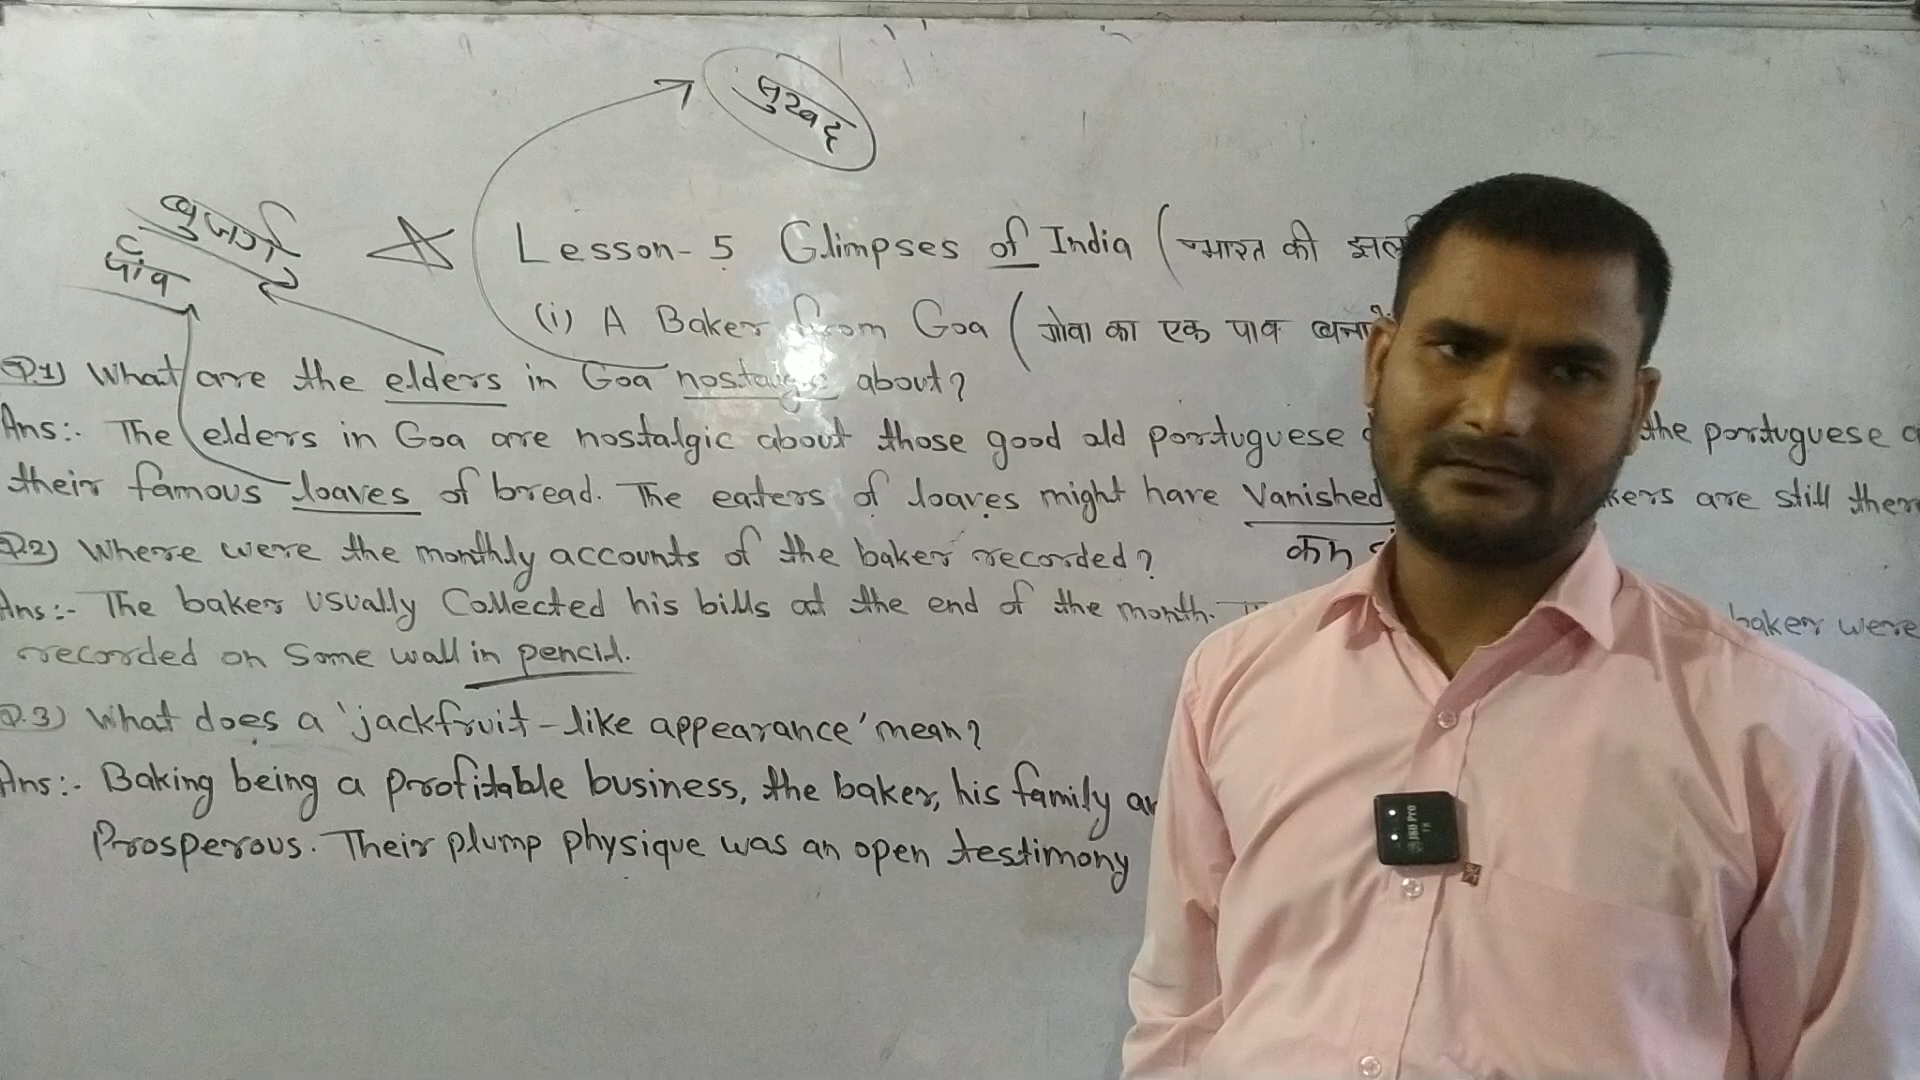 सुखद
बुजर्गो
पांव
Lesson-5 Glimpses of India (भारत की
(i) A Baker from Goa (गोवा का एक पाव
Q.1) What are the elders in Goa nostalgic about?
Ans:. The elders in Goa are nostalgic about those good old portuguese the portuguese
their famous loaves of bread. The eaters of loaves might have Vanished are still
Q.2) Where were the monthly accounts of the baker recorded?
Ans:- The baker usually Collected his bills at the end of the month. baker were
recorded on Some wall in pencil.
Q.3) What does a 'jackfruit-like appearance' mean?
Ans:. Baking being a profitable business, the baker, his family
Prosperous. Their plump physique was an open testimony